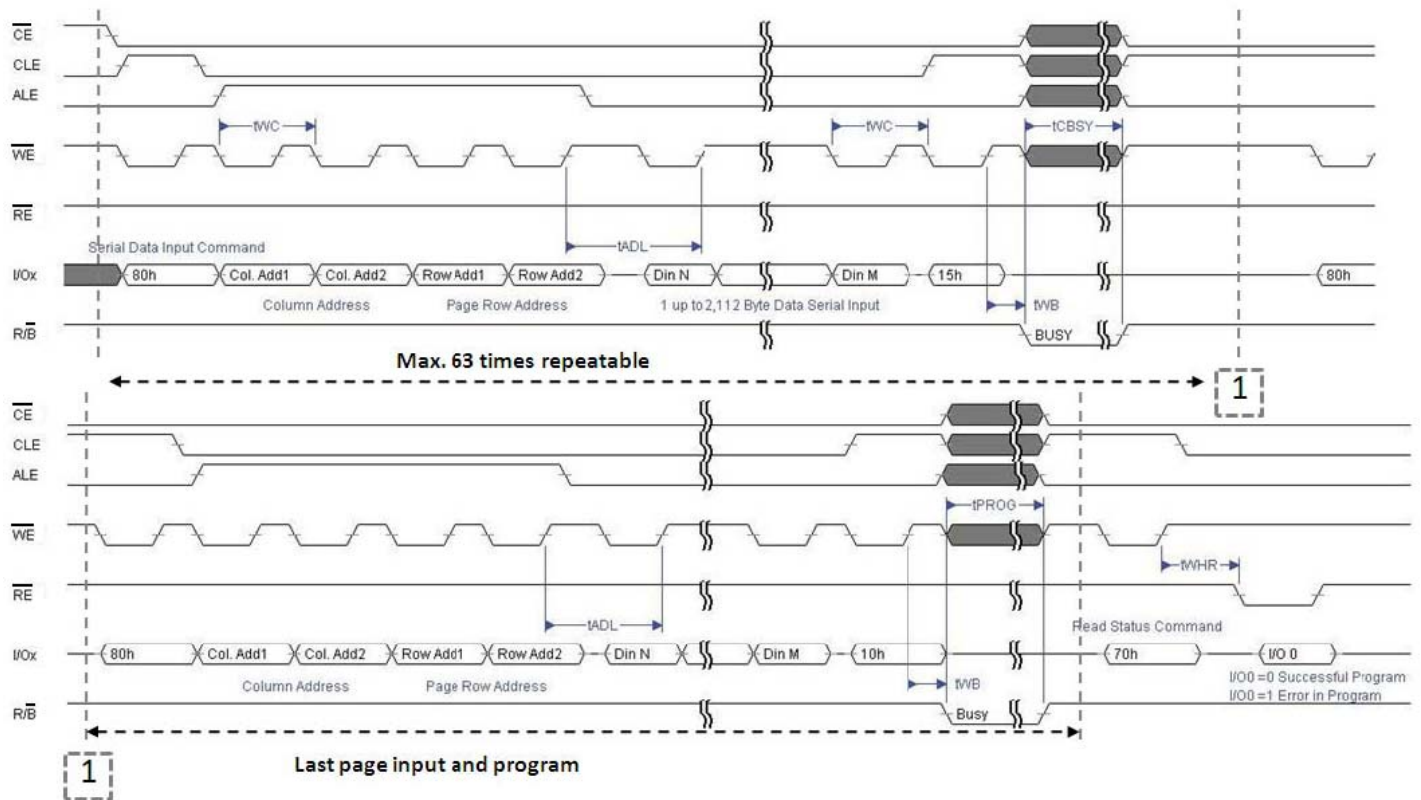 CE
CLE
ALE
tCBSY
tWC
tWC
WE
RE
tADL
Serial Data Input Command
I/Ox
80h
Col. Add1
Col. Add2
Row Add1
Row Add2
Din N
Din M
15h
80h
Column Address
Page Row Address
1 up to 2,112 Byte Data Serial Input
tWB
R/B
BUSY
Max. 63 times repeatable
1
CE
CLE
ALE
tPROG
WE
tWHR
RE
tADL
Read Status Command
I/Ox
80h
Col. Add1
Col. Add2
Row Add1
Row Add2
Din N
Din M
10h
70h
I/O 0
Column Address
Page Row Address
tWB
I/O0=0 Successful Program
I/O0=1 Error in Program
R/B
Busy
Last page input and program
1